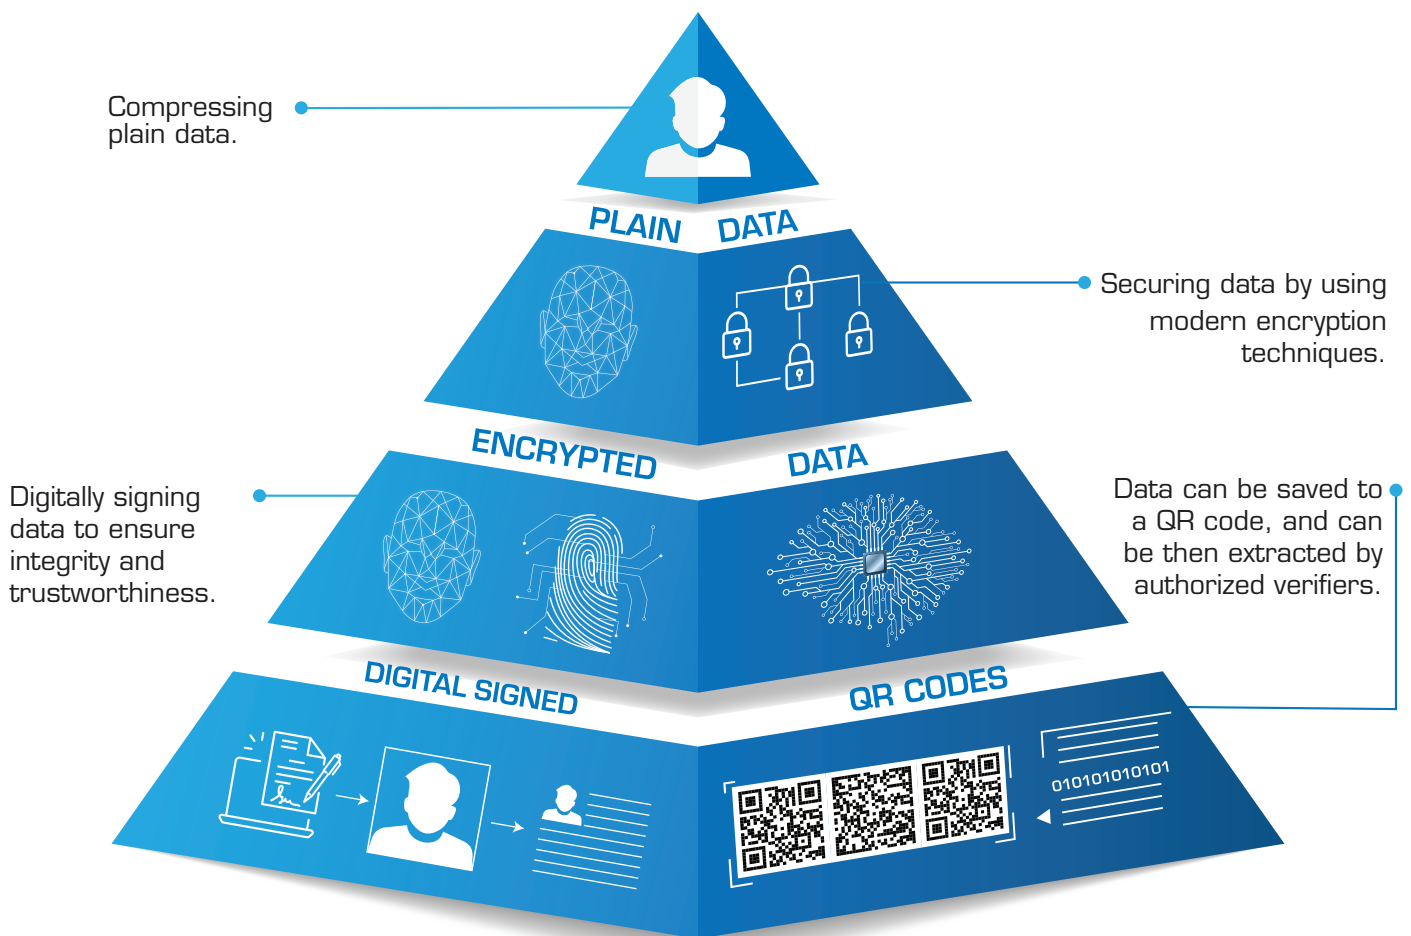 Compressing
plain data.
PLAIN DATA
Securing data by using
modern encryption
techniques.
ENCRYPTED DATA
Digitally signing
data to ensure
integrity and
trustworthiness.
Data can be saved to
a QR code, and can
be then extracted by
authorized verifiers.
DIGITAL SIGNED QR CODES
010101010101